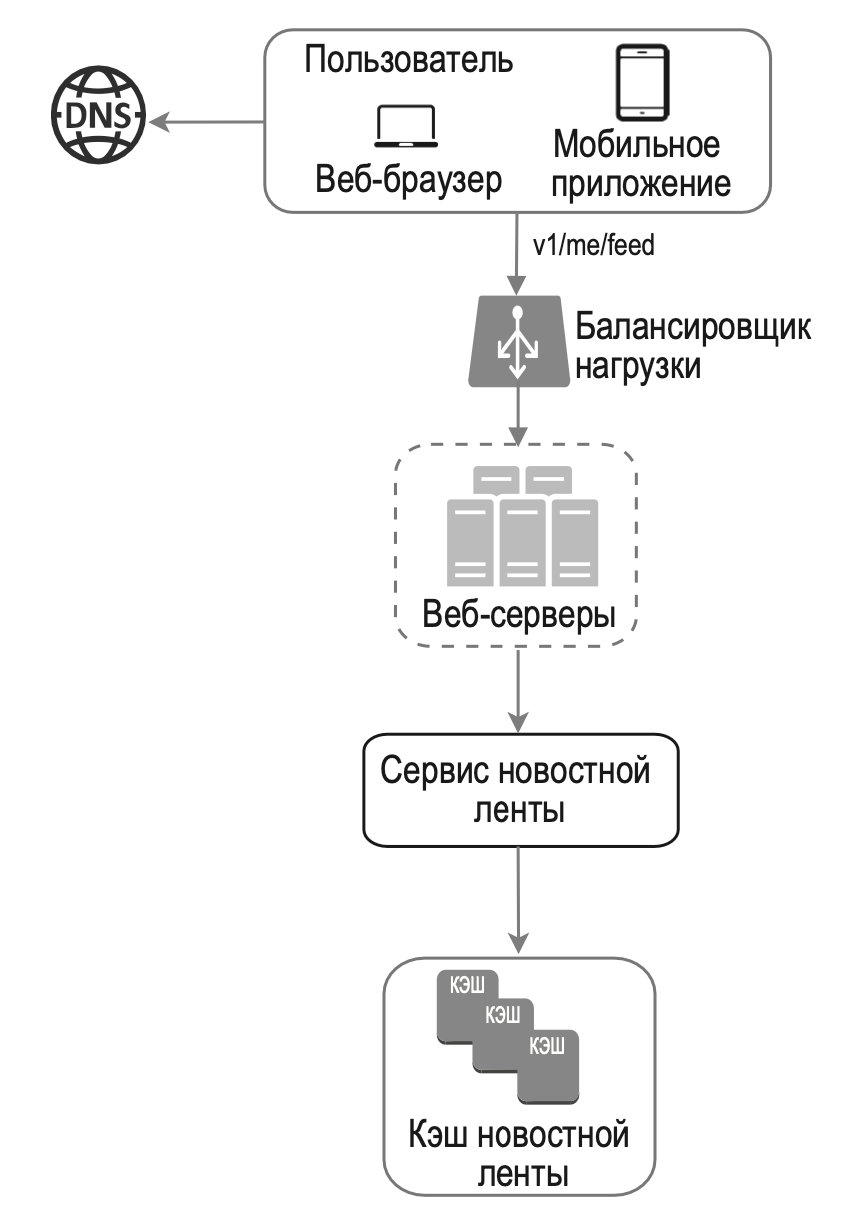 Пользователь
DNS
Веб-браузер
Мобильное
приложение
v1/me/feed
Балансировщик
нагрузки
Веб-серверы
Сервис новостной
ленты
КЭШ
КЭШ
КЭШ
Кэш новостной
ленты